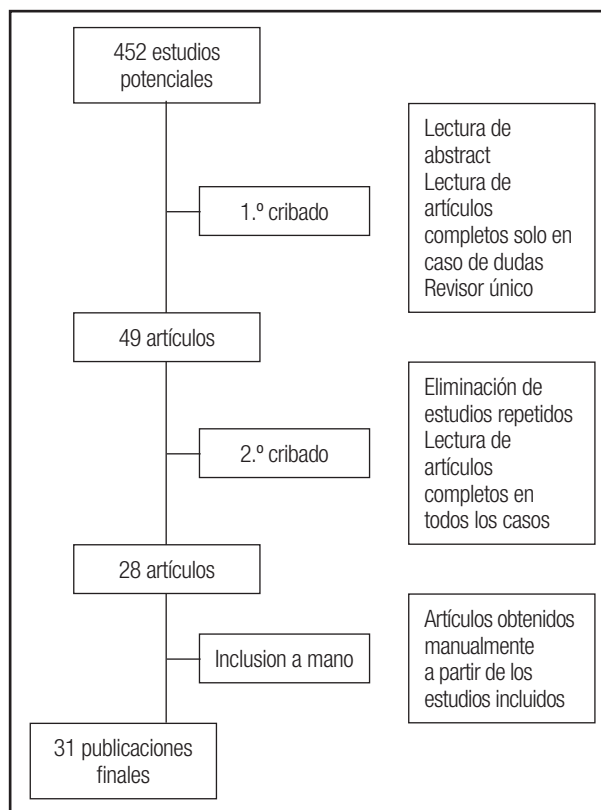 452 estudios
potenciales
1.º cribado
Lectura de
abstract
Lectura de
artículos
completos solo en
caso de dudas
Revisor único
49 artículos
2.º cribado
Eliminación de
estudios repetidos
Lectura de
artículos
completos en
todos los casos
28 artículos
Inclusion a mano
Artículos obtenidos
manualmente
a partir de los
estudios incluidos
31 publicaciones
finales